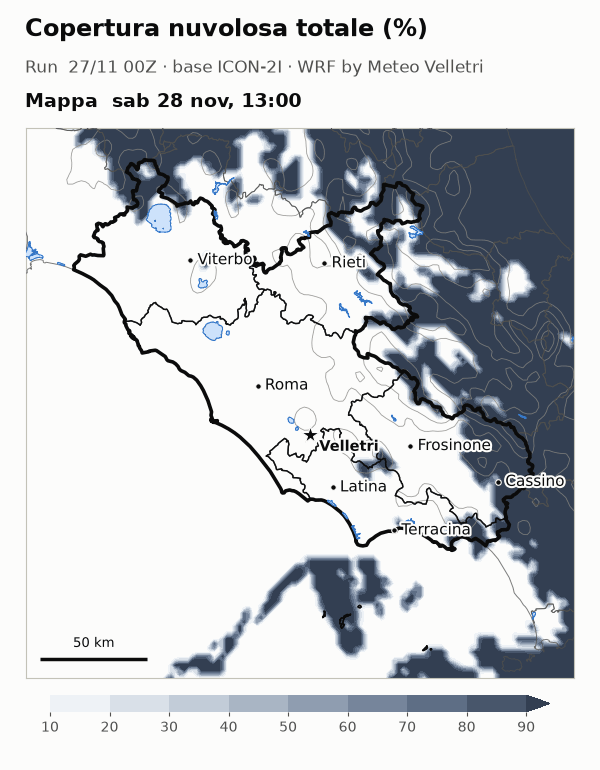 Copertura nuvolosa totale (%)
Run  27/11 00Z · base ICON-2I · WRF by Meteo Velletri
Mappa  sab 28 nov, 13:00
Viterbo
Rieti
Roma
Velletri
Frosinone
Latina
Cassino
Terracina
50 km
10 20 30 40 50 60 70 80 90